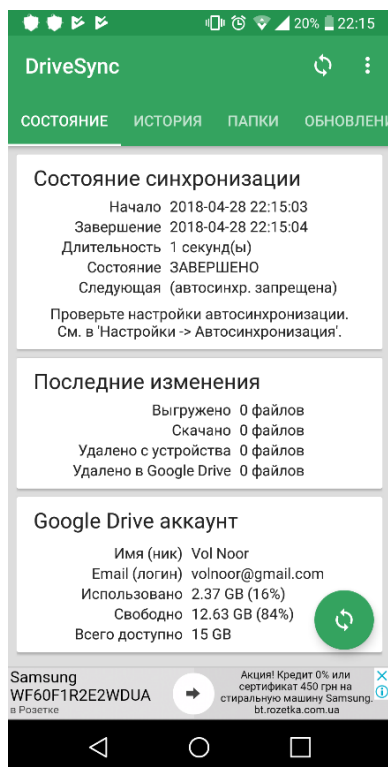 20% 22:15
DriveSync
СОСТОЯНИЕ ИСТОРИЯ ПАПКИ ОБНОВЛЕН
Состояние синхронизации
Начало 2018-04-28 22:15:03
Завершение 2018-04-28 22:15:04
Длительность 1 секунд(ы)
Состояние ЗАВЕРШЕНО
Следующая (автосинхр. запрещена)
Проверьте настройки автосинхронизации.
См. в 'Настройки -> Автосинхронизация'.
Последние изменения
Выгружено 0 файлов
Скачано 0 файлов
Удалено с устройства 0 файлов
Удалено в Google Drive 0 файлов
Google Drive аккаунт
Имя (ник) Vol Noor
Email (логин) volnoor@gmail.com
Использовано 2.37 GB (16%)
Свободно 12.63 GB (84%)
Всего доступно 15 GB
Samsung
WF60F1R2E2WDUA
в Розетке
Акция! Кредит 0% или
сертификат 450 грн на
стиральную машину Samsung.
bt.rozetka.com.ua